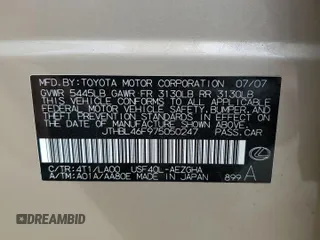 MFD.BY:TOYOTA MOTOR CORPORATION 07/07
GVWR 5445LB GAWR FR 3130LB RR 3130LB
THIS VEHICLE CONFORMS TO ALL APPLICABLE
FEDERAL MOTOR VEHICLE SAFETY, BUMPER, AND
THEFT PREVENTION STANDARDS IN EFFECT ON
THE DATE OF MANUFACTURE SHOWN ABOVE.
JTHBL46F975050247 PASS.CAR
C/TR:4T1/LA00 USF40L-AEZGHA
A/TM:A01A/AA80E MADE IN JAPAN 899 A
DREAMBID